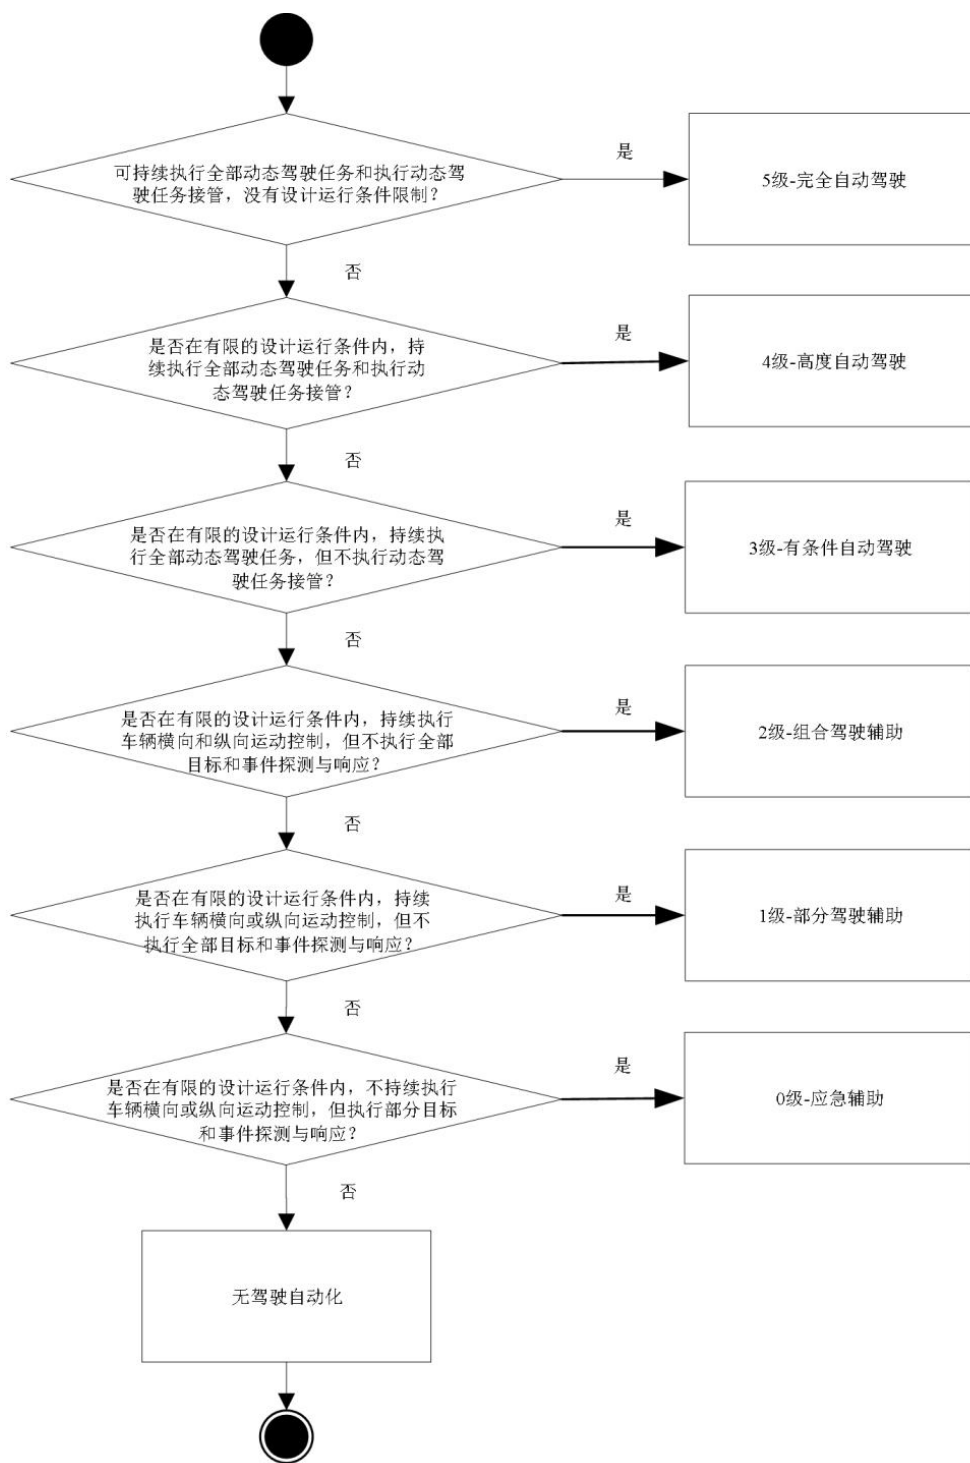 可持续执行全部动态驾驶任务和执行动态驾
驶任务接管，没有设计运行条件限制？
是
5级-完全自动驾驶
否
是否在有限的设计运行条件内，持
续执行全部动态驾驶任务和执行动
态驾驶任务接管？
是
4级-高度自动驾驶
否
是否在有限的设计运行条件内，持续执
行全部动态驾驶任务，但不执行动态驾
驶任务接管？
是
3级-有条件自动驾驶
否
是否在有限的设计运行条件内，持续执行
车辆横向和纵向运动控制，但不执行全部
目标和事件探测与响应？
是
2级-组合驾驶辅助
否
是否在有限的设计运行条件内，持续
执行车辆横向或纵向运动控制，但不
执行全部目标和事件探测与响应？
是
1级-部分驾驶辅助
否
是否在有限的设计运行条件内，不持续执行
车辆横向或纵向运动控制，但执行部分目标
和事件探测与响应？
是
0级-应急辅助
否
无驾驶自动化